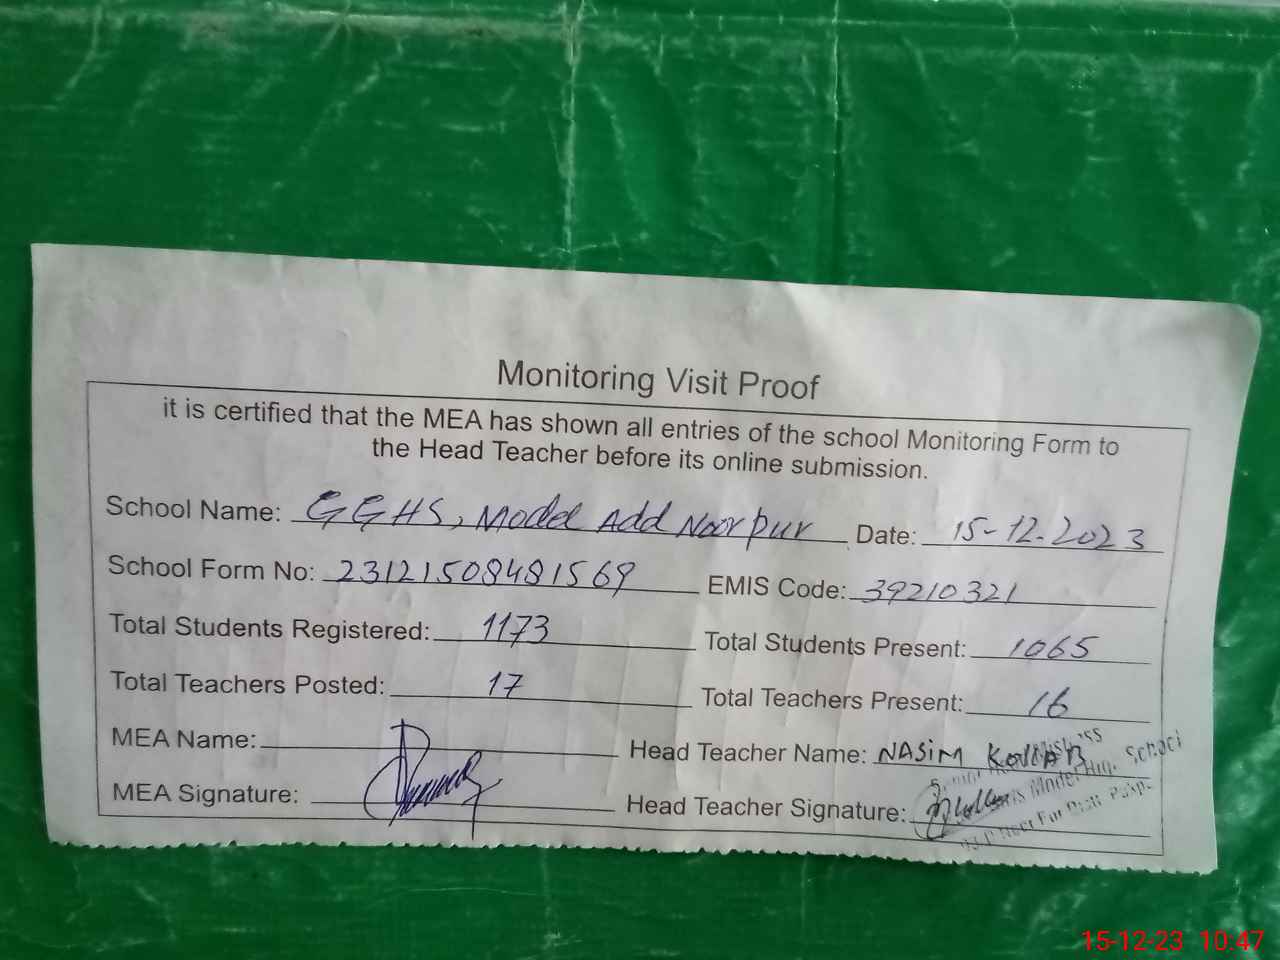 Monitoring Visit Proof
it is certified that the MEA has shown all entries of the school Monitoring Form to
the Head Teacher before its online submission.
School Name: GGHS, Model Add Noorpur Date: 15-12-2023
School Form No: 23121508481569 EMIS Code: 39210321
Total Students Registered: 1173 Total Students Present: 1065
Total Teachers Posted: 17 Total Teachers Present: 16
MEA Name: Head Teacher Name: NASIM
MEA Signature: Head Teacher Signature:
Model School
15-12-23 10:47